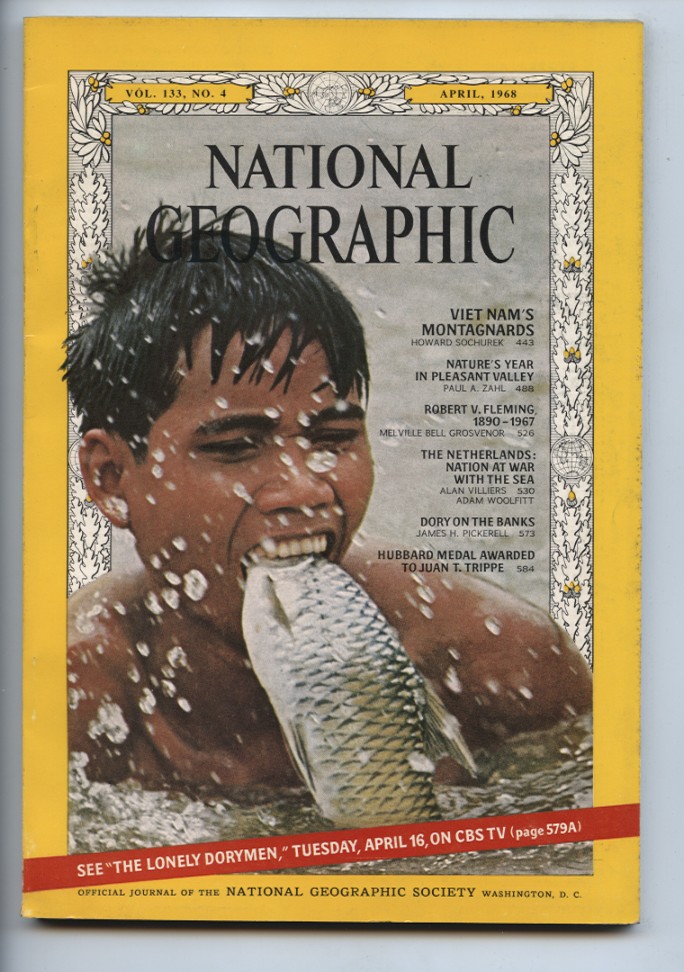 VOL. 133, NO. 4
APRIL, 1968
NATIONAL
GEOGRAPHIC
VIET NAM'S
MONTAGNARDS
HOWARD SOCHUREK 443
NATURE'S YEAR
IN PLEASANT VALLEY
PAUL A. ZAHL 488
ROBERT V. FLEMING,
1890-1967
MELVILLE BELL GROSVENOR 526
THE NETHERLANDS:
NATION AT WAR
WITH THE SEA
ALAN VILLIERS 530
ADAM WOOLFITT
DORY ON THE BANKS
JAMES H. PICKERELL 573
HUBBARD MEDAL AWARDED
TO JUAN T. TRIPPE 584
SEE "THE LONELY DORYMEN," TUESDAY, APRIL 16, ON CBS TV (page 579A)
OFFICIAL JOURNAL OF THE NATIONAL GEOGRAPHIC SOCIETY WASHINGTON, D. C.